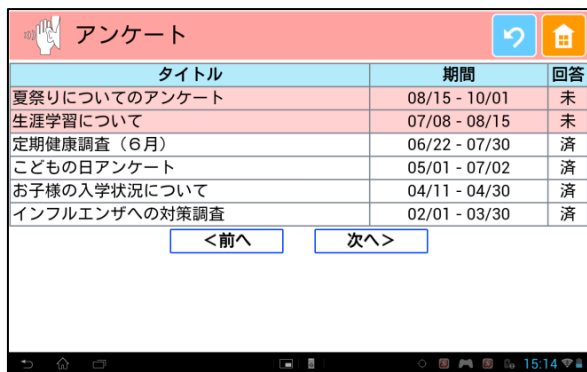 アンケート
タイトル 期間 回答
夏祭りについてのアンケート 08/15 - 10/01 未
生涯学習について 07/08 - 08/15 未
定期健康調査（６月） 06/22 - 07/30 済
こどもの日アンケート 05/01 - 07/02 済
お子様の入学状況について 04/11 - 04/30 済
インフルエンザへの対策調査 02/01 - 03/30 済
＜前へ 次へ＞
15:14